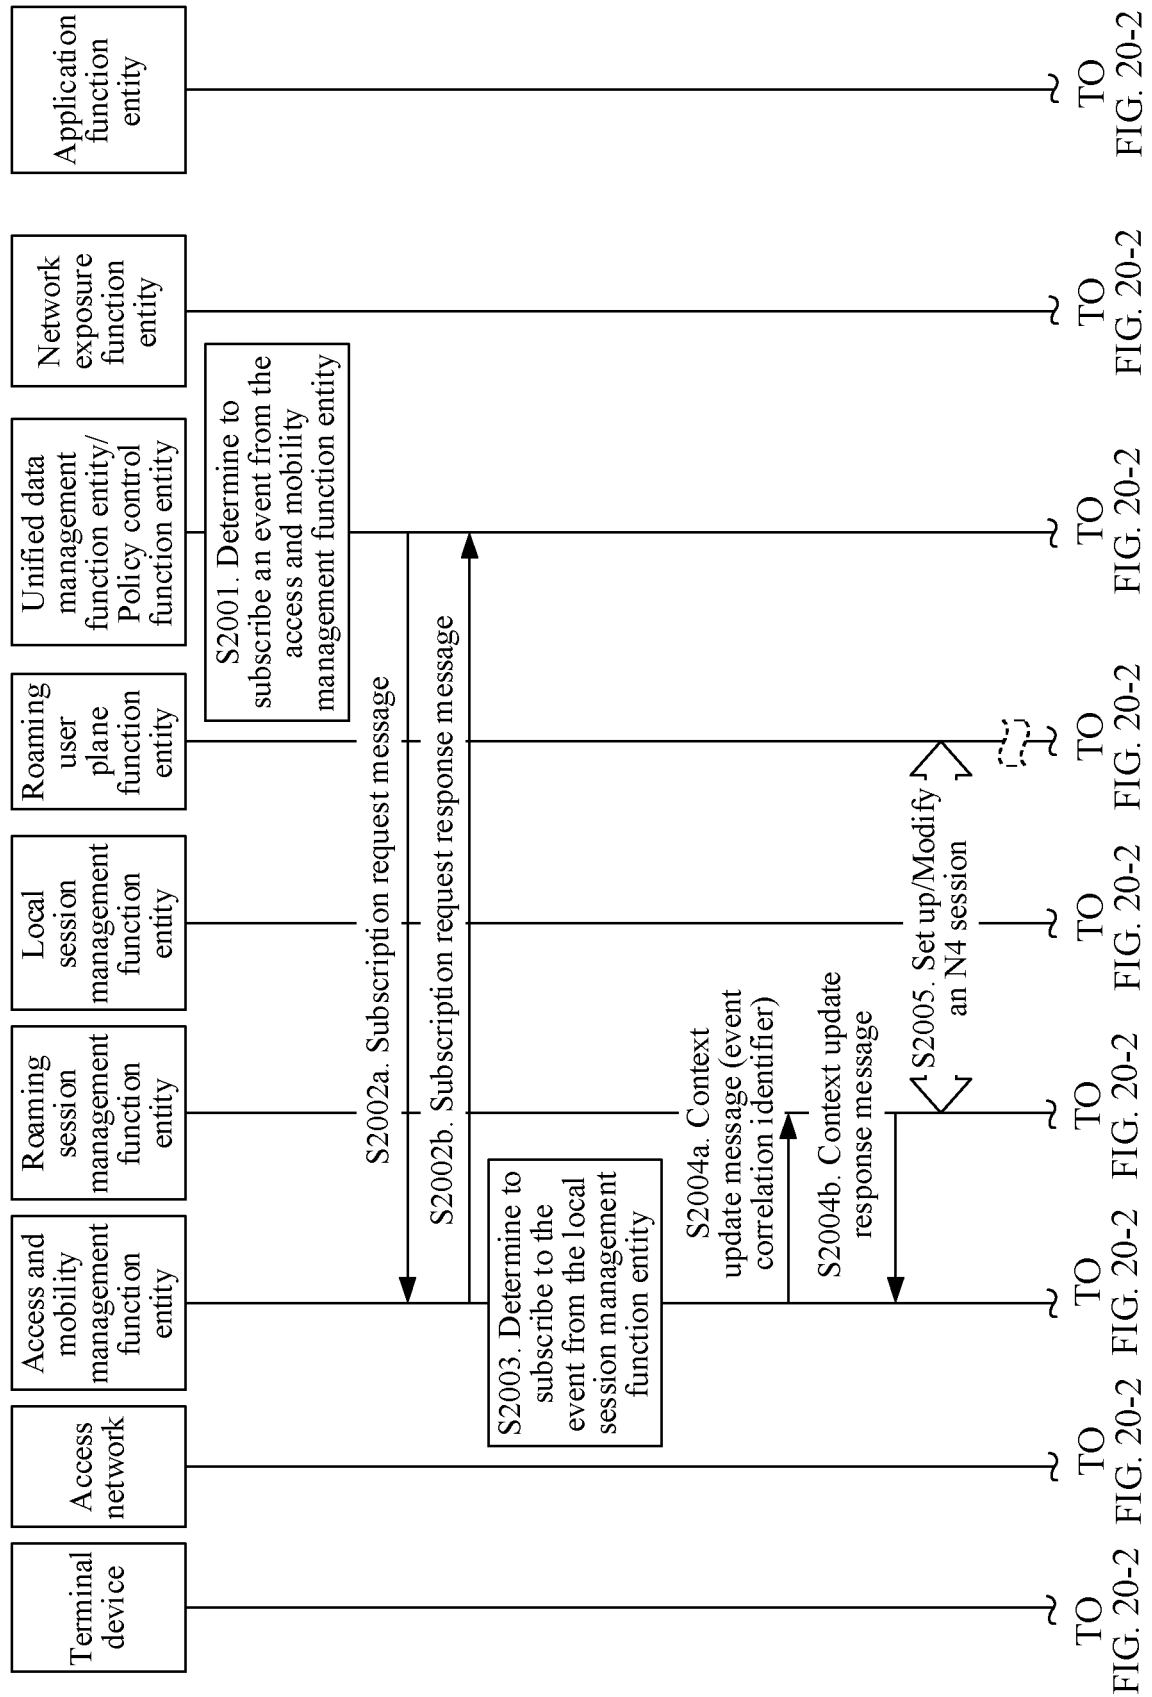 Terminal
device
Access
network
Access and
mobility
management
function
entity
Roaming
session
management
function
entity
Local
session
management
function
entity
Roaming
user
plane
function
entity
Unified data
management
function entity/
Policy control
function entity
Network
exposure
function
entity
Application
function
entity
S2001. Determine to
subscribe an event from the
access and mobility
management function entity
S2002a. Subscription request message
S2002b. Subscription request response message
S2003. Determine to
subscribe to the
event from the local
session management
function entity
S2004a. Context
update message (event
correlation identifier)
S2004b. Context update
response message
S2005. Set up/Modify
an N4 session
TO
FIG. 20-2
TO
FIG. 20-2
TO
FIG. 20-2
TO
FIG. 20-2
TO
FIG. 20-2
TO
FIG. 20-2
TO
FIG. 20-2
TO
FIG. 20-2
TO
FIG. 20-2